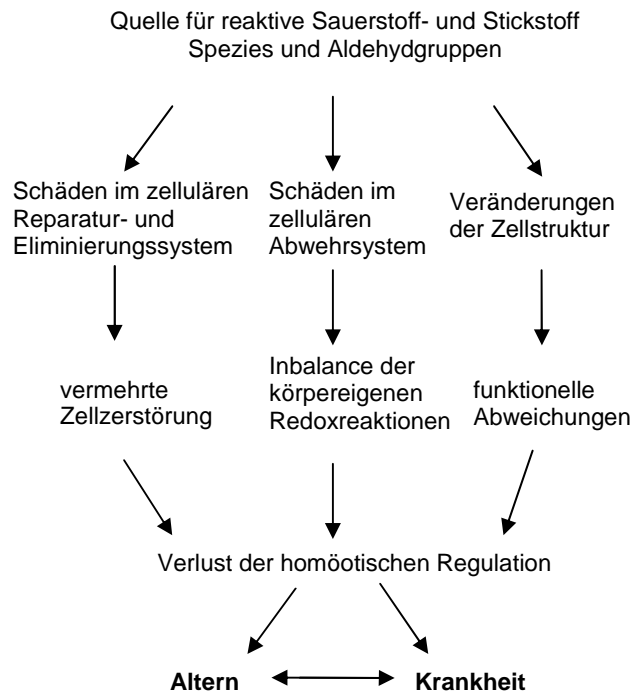 Quelle für reaktive Sauerstoff- und Stickstoff
Spezies und Aldehydgruppen
Schäden im zellulären
Reparatur- und
Eliminierungssystem
Schäden im
zellulären
Abwehrsystem
Veränderungen
der Zellstruktur
vermehrte
Zellzerstörung
Inbalance der
körpereigenen
Redoxreaktionen
funktionelle
Abweichungen
Verlust der homöotischen Regulation
Altern
Krankheit